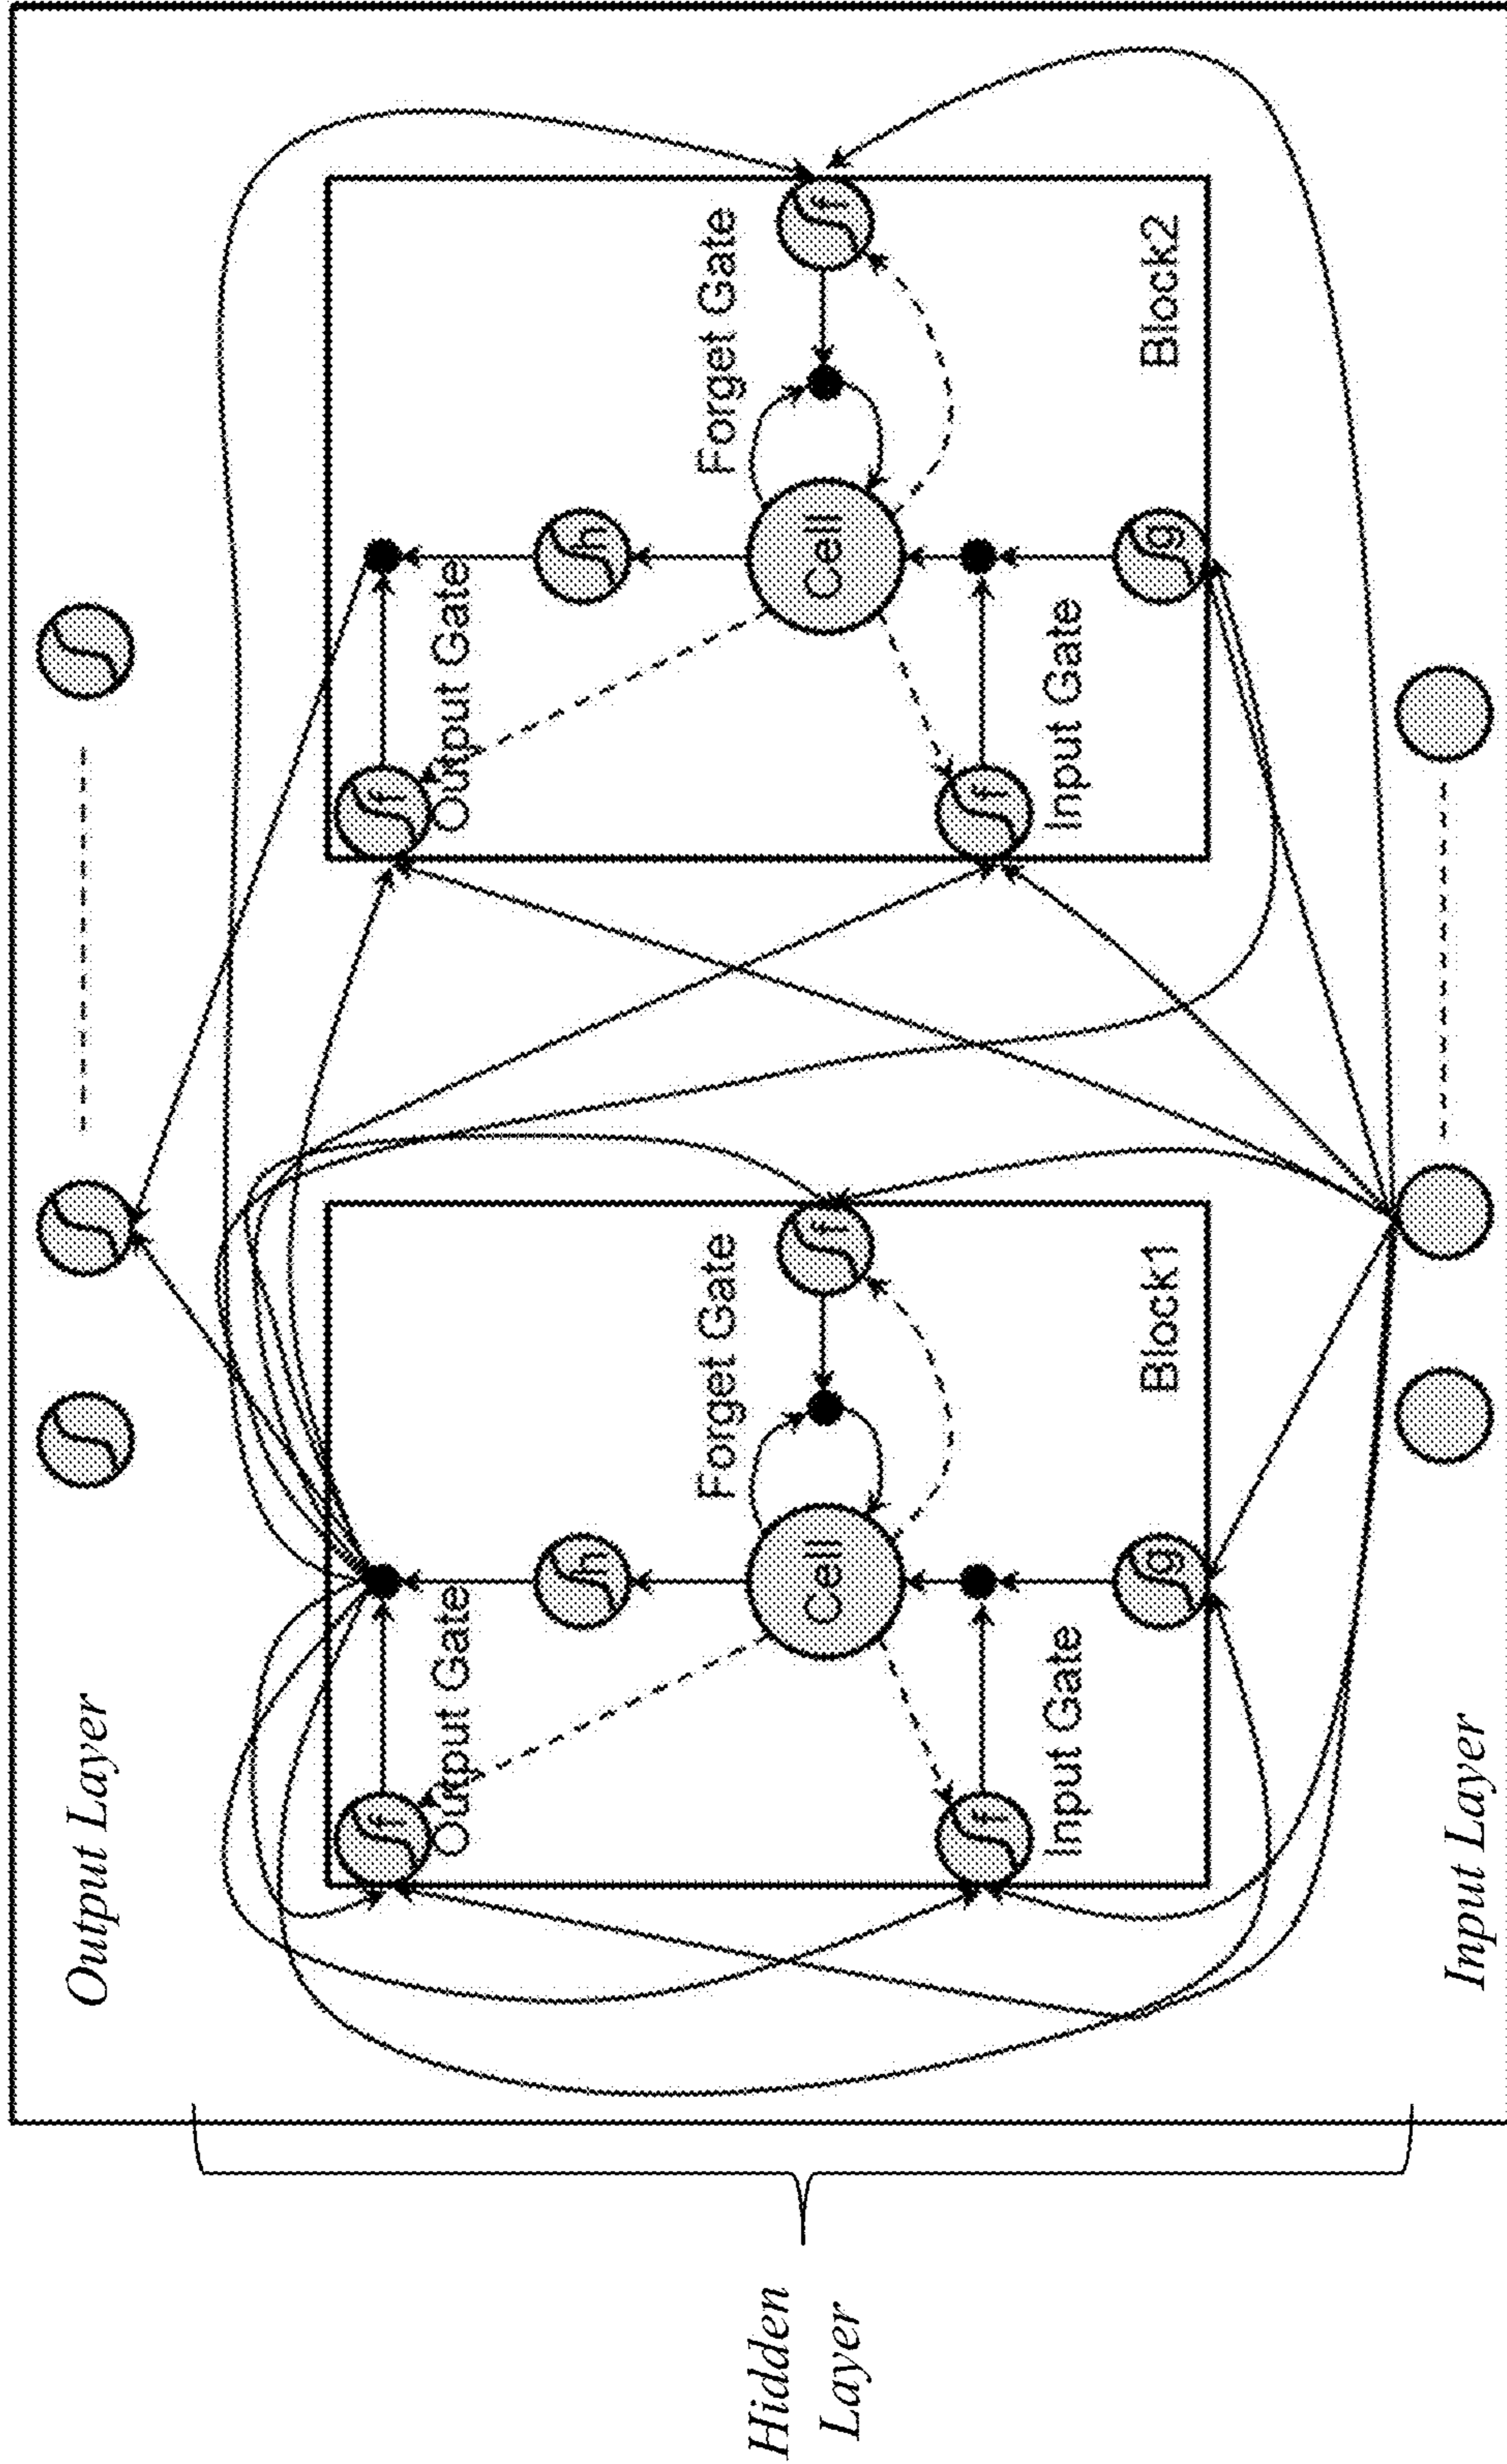 Output Layer
Hidden
Layer
Input Layer
Output Gate
f
h
Forget Gate
Cell
f
f
Input Gate
g
Block1
Output Gate
f
h
Forget Gate
Cell
f
f
Input Gate
g
Block2